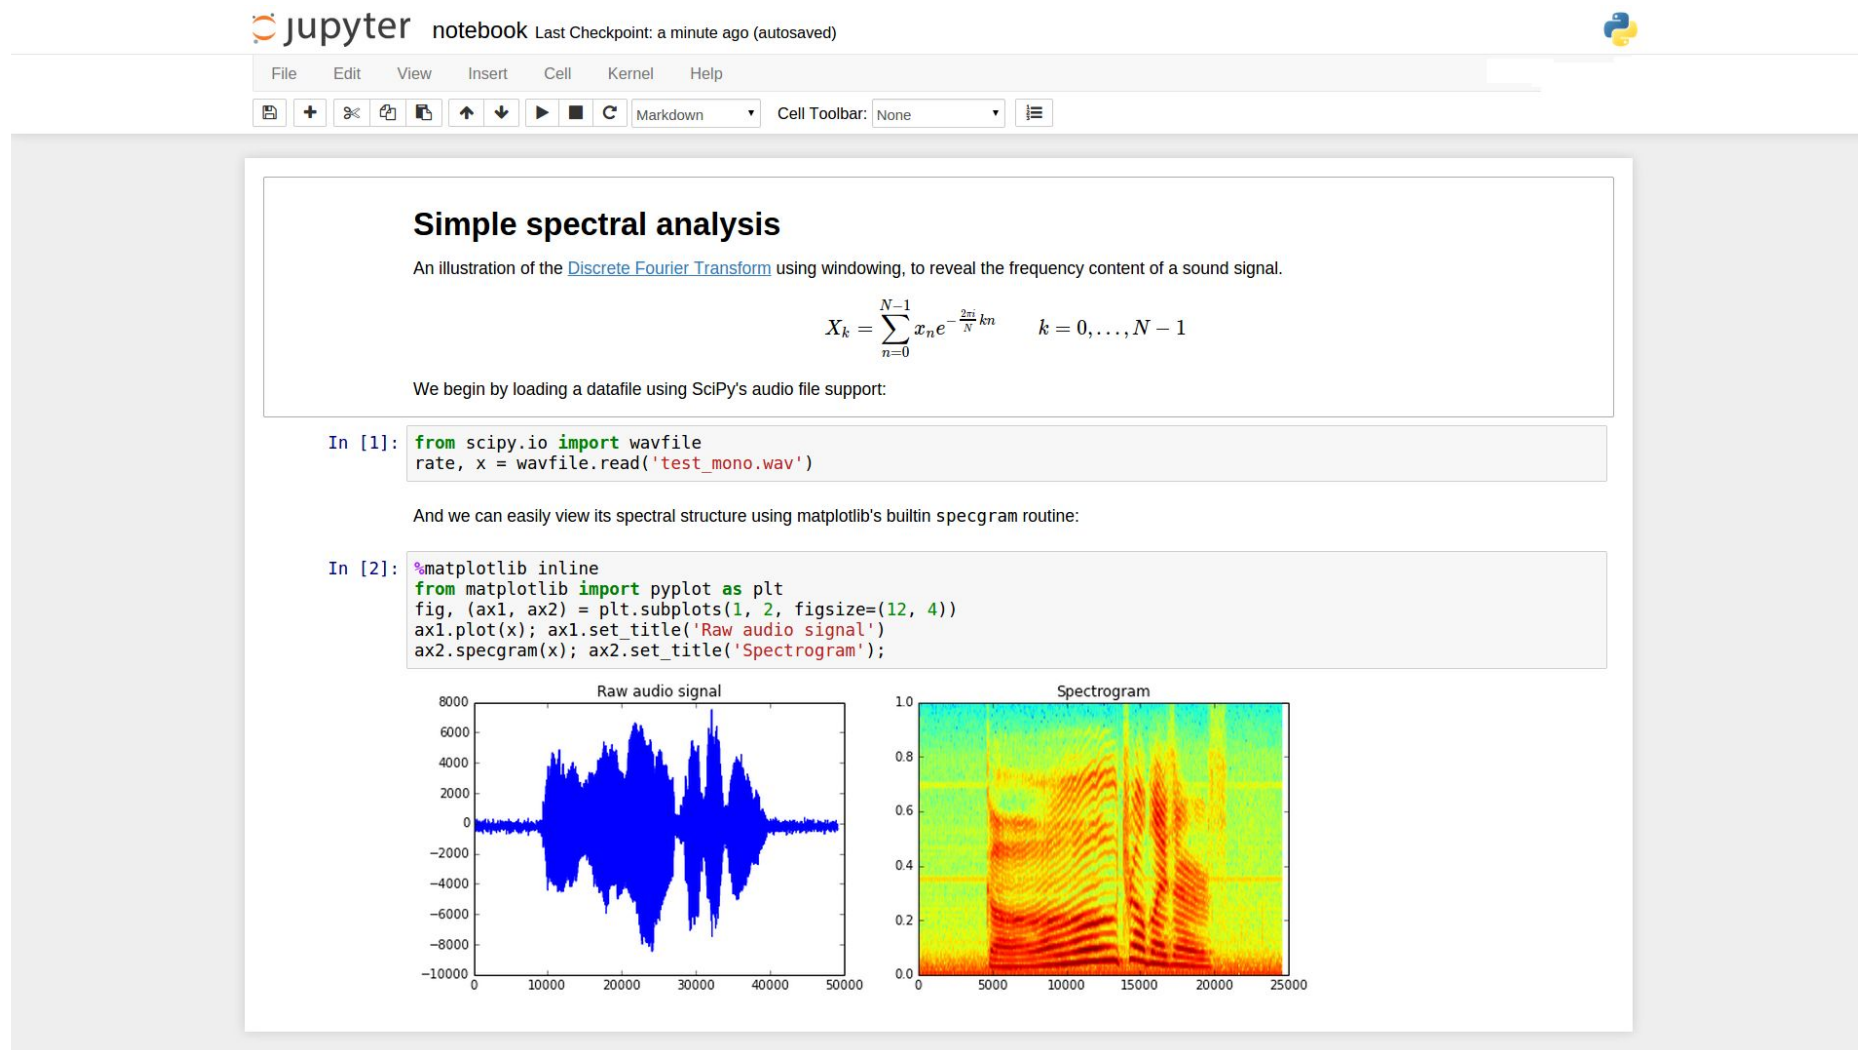 jupyter notebook Last Checkpoint: a minute ago (autosaved)
File Edit View Insert Cell Kernel Help
Markdown Cell Toolbar: None
Simple spectral analysis
An illustration of the Discrete Fourier Transform using windowing, to reveal the frequency content of a sound signal.
X_k = \sum_{n=0}^{N-1} x_n e^{-\frac{2\pi i}{N} kn} k = 0, . . . , N − 1
We begin by loading a datafile using SciPy's audio file support:
In [1]: from scipy.io import wavfile
rate, x = wavfile.read('test_mono.wav')
And we can easily view its spectral structure using matplotlib's builtin specgram routine:
In [2]: %matplotlib inline
from matplotlib import pyplot as plt
fig, (ax1, ax2) = plt.subplots(1, 2, figsize=(12, 4))
ax1.plot(x); ax1.set_title('Raw audio signal')
ax2.specgram(x); ax2.set_title('Spectrogram');
Raw audio signal
8000
6000
4000
2000
0
−2000
−4000
−6000
−8000
−10000
0 10000 20000 30000 40000 50000
Spectrogram
1.0
0.8
0.6
0.4
0.2
0.0
0 5000 10000 15000 20000 25000